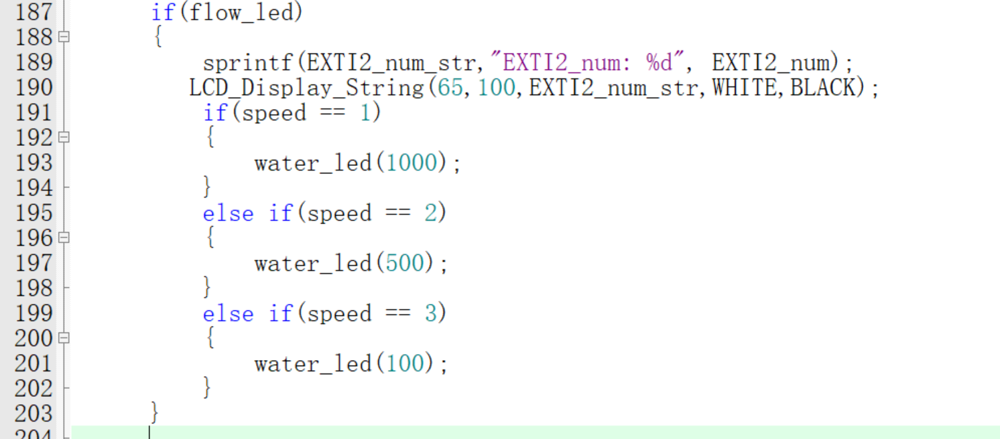 187 if(flow_led)
188 {
189 sprintf(EXTI2_num_str,"EXTI2_num: %d", EXTI2_num);
190 LCD_Display_String(65,100,EXTI2_num_str,WHITE,BLACK);
191 if(speed == 1)
192 {
193 water_led(1000);
194 }
195 else if(speed == 2)
196 {
197 water_led(500);
198 }
199 else if(speed == 3)
200 {
201 water_led(100);
202 }
203 }
204